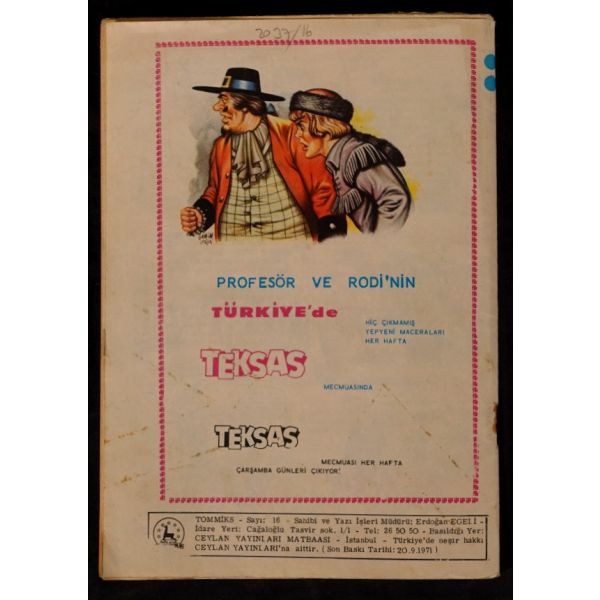 2037/16
PROFESÖR VE RODİ'NİN
TÜRKİYE'de
HİÇ ÇIKMAMIŞ
YEPYENİ MACERALARI
HER HAFTA
TEKSAS
MECMUASINDA
TEKSAS
MECMUASI HER HAFTA
ÇARŞAMBA GÜNLERİ ÇIKIYOR!
TOMMİKS - Sayı: 16 - Sahibi ve Yazı İşleri Müdürü: Erdoğan EGELİ -
İdare Yeri: Cağaloğlu Tasvir sok. 1/1 - Tel: 26 50 50 - Basıldığı Yer:
CEYLAN YAYINLARI MATBAASI - İstanbul - Türkiye'de neşir hakkı
CEYLAN YAYINLARI'na aittir. ( Son Baskı Tarihi: 20.9.1971 )